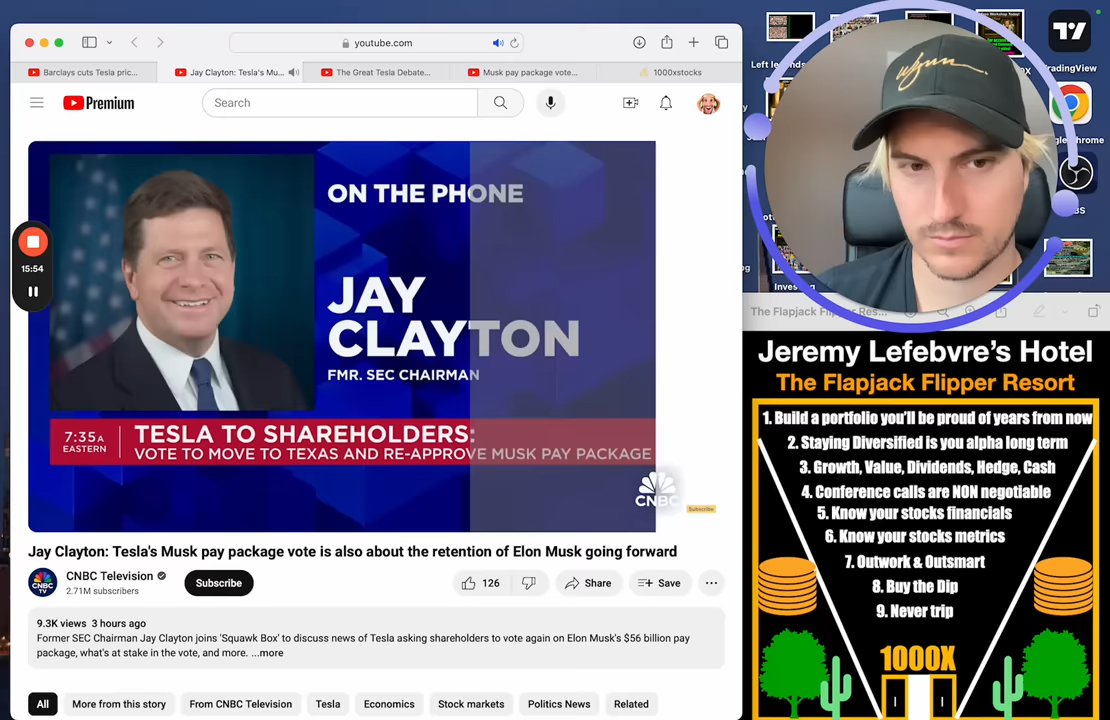 youtube.com
Barclays cuts Tesla pric...
Jay Clayton: Tesla's Mu...
The Great Tesla Debate...
Musk pay package vote...
1000xstocks
Premium
Search
ON THE PHONE
JAY
CLAYTON
FMR. SEC CHAIRMAN
7:35A
EASTERN
TESLA TO SHAREHOLDERS:
VOTE TO MOVE TO TEXAS AND RE-APPROVE MUSK PAY PACKAGE
CNBC
Subscribe
15:54
Jay Clayton: Tesla's Musk pay package vote is also about the retention of Elon Musk going forward
CNBC Television
2.71M subscribers
Subscribe
126
Share
Save
CNBC
TV
9.3K views 3 hours ago
Former SEC Chairman Jay Clayton joins 'Squawk Box' to discuss news of Tesla asking shareholders to vote again on Elon Musk's $56 billion pay
package, what's at stake in the vote, and more. ...more
All
More from this story
From CNBC Television
Tesla
Economics
Stock markets
Politics News
Related
wynn
Investing
The Flapjack Flipper Res...
Jeremy Lefebvre's Hotel
The Flapjack Flipper Resort
1. Build a portfolio you'll be proud of years from now
2. Staying Diversified is you alpha long term
3. Growth, Value, Dividends, Hedge, Cash
4. Conference calls are NON negotiable
5. Know your stocks financials
6. Know your stocks metrics
7. Outwork & Outsmart
8. Buy the Dip
9. Never trip
1000X